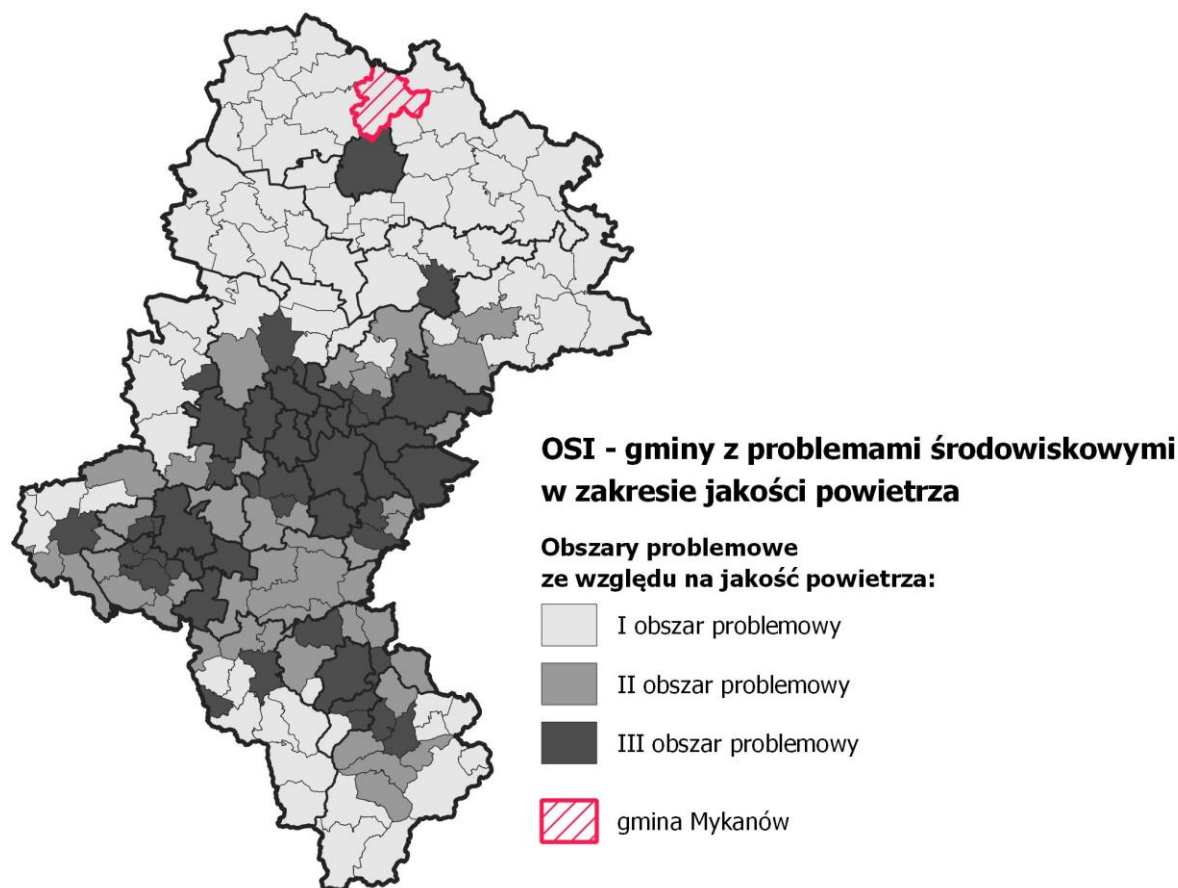 OSI - gminy z problemami środowiskowymi
w zakresie jakości powietrza
Obszary problemowe
ze względu na jakość powietrza:
I obszar problemowy
II obszar problemowy
III obszar problemowy
gmina Mykanów